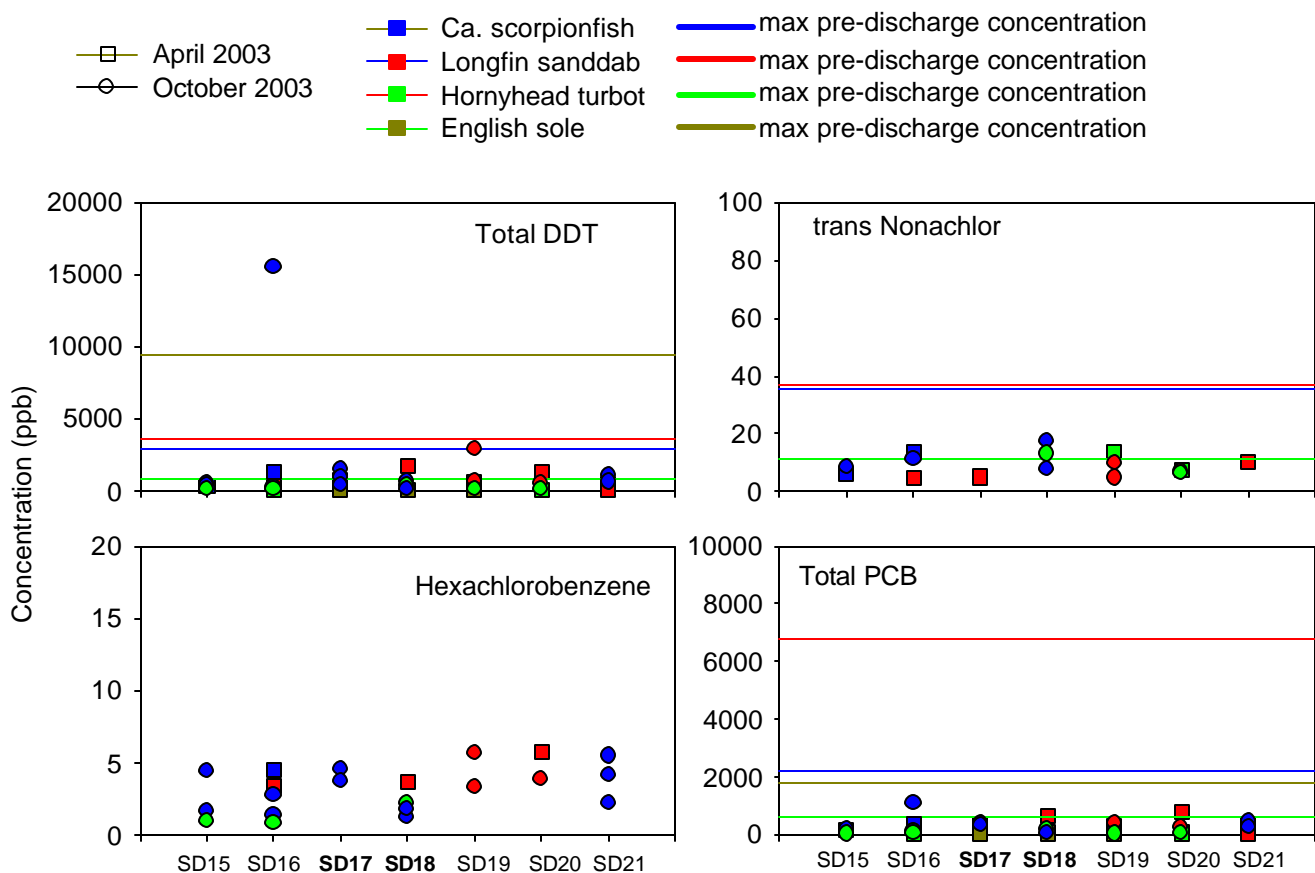 April 2003
October 2003
Ca. scorpionfish
Longfin sanddab
Hornyhead turbot
English sole
max pre-discharge concentration
max pre-discharge concentration
max pre-discharge concentration
max pre-discharge concentration
Concentration (ppb)
20000
15000
10000
5000
0
Total DDT
100
80
60
40
20
0
trans Nonachlor
20
15
10
5
0
Hexachlorobenzene
SD15 SD16 SD17 SD18 SD19 SD20 SD21
10000
8000
6000
4000
2000
0
Total PCB
SD15 SD16 SD17 SD18 SD19 SD20 SD21